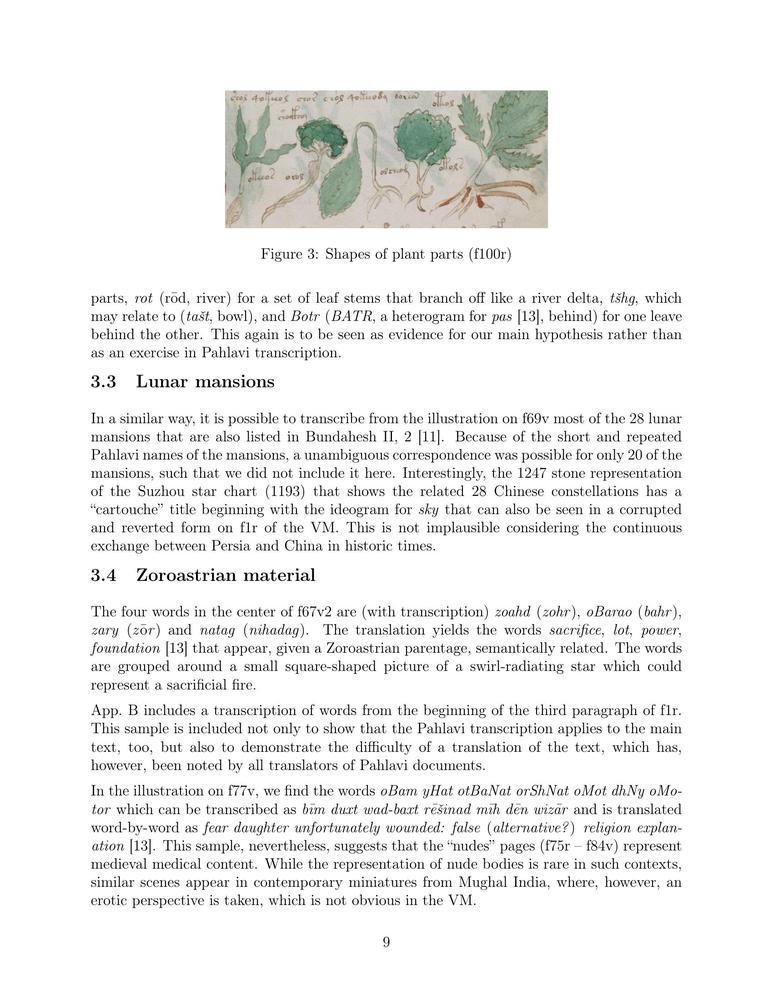 Figure 3: Shapes of plant parts (f100r)
parts, rot (rōd, river) for a set of leaf stems that branch off like a river delta, tšhg, which
may relate to (tašt, bowl), and Botr (BATR, a heterogram for pas [13], behind) for one leave
behind the other. This again is to be seen as evidence for our main hypothesis rather than
as an exercise in Pahlavi transcription.
3.3 Lunar mansions
In a similar way, it is possible to transcribe from the illustration on f69v most of the 28 lunar
mansions that are also listed in Bundahesh II, 2 [11]. Because of the short and repeated
Pahlavi names of the mansions, a unambiguous correspondence was possible for only 20 of the
mansions, such that we did not include it here. Interestingly, the 1247 stone representation
of the Suzhou star chart (1193) that shows the related 28 Chinese constellations has a
“cartouche” title beginning with the ideogram for sky that can also be seen in a corrupted
and reverted form on f1r of the VM. This is not implausible considering the continuous
exchange between Persia and China in historic times.
3.4 Zoroastrian material
The four words in the center of f67v2 are (with transcription) zoahd (zohr), oBarao (bahr),
zary (zōr) and natag (nihadag). The translation yields the words sacrifice, lot, power,
foundation [13] that appear, given a Zoroastrian parentage, semantically related. The words
are grouped around a small square-shaped picture of a swirl-radiating star which could
represent a sacrificial fire.
App. B includes a transcription of words from the beginning of the third paragraph of f1r.
This sample is included not only to show that the Pahlavi transcription applies to the main
text, too, but also to demonstrate the difficulty of a translation of the text, which has,
however, been noted by all translators of Pahlavi documents.
In the illustration on f77v, we find the words oBam yHat otBaNat orShNat oMot dhNy oMo-
tor which can be transcribed as bīm duxt wad-baxt rēšinad mīh dēn wizār and is translated
word-by-word as fear daughter unfortunately wounded: false (alternative?) religion explan-
ation [13]. This sample, nevertheless, suggests that the “nudes” pages (f75r – f84v) represent
medieval medical content. While the representation of nude bodies is rare in such contexts,
similar scenes appear in contemporary miniatures from Mughal India, where, however, an
erotic perspective is taken, which is not obvious in the VM.
9